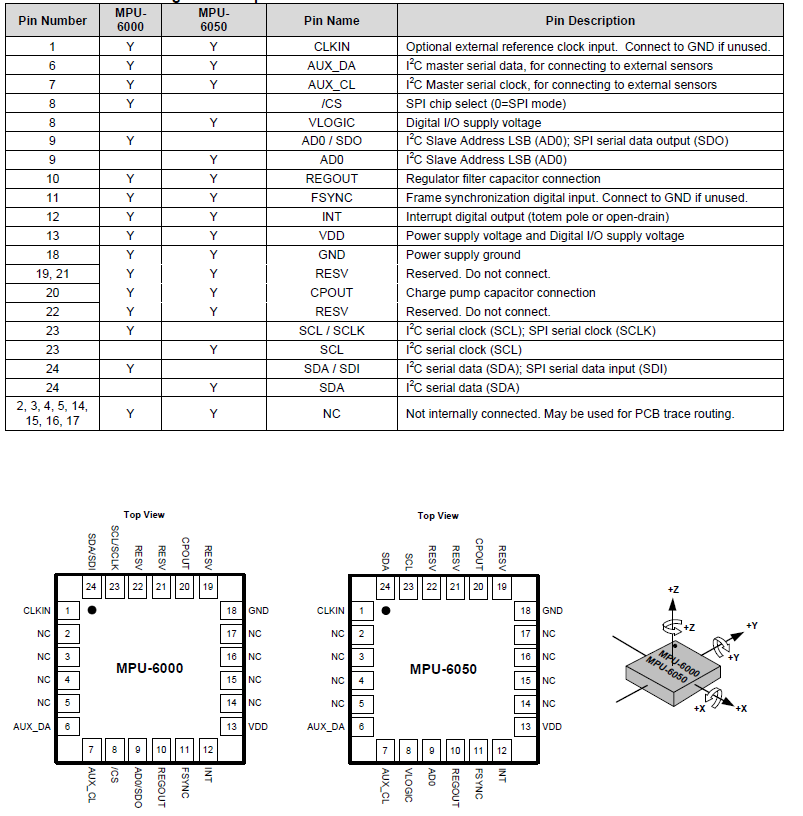 Pin Number MPU-6000 MPU-6050 Pin Name Pin Description
1 Y Y CLKIN Optional external reference clock input. Connect to GND if unused.
6 Y Y AUX_DA I2C master serial data, for connecting to external sensors
7 Y Y AUX_CL I2C Master serial clock, for connecting to external sensors
8 Y /CS SPI chip select (0=SPI mode)
8 Y VLOGIC Digital I/O supply voltage
9 Y AD0 / SDO I2C Slave Address LSB (AD0); SPI serial data output (SDO)
9 Y AD0 I2C Slave Address LSB (AD0)
10 Y Y REGOUT Regulator filter capacitor connection
11 Y Y FSYNC Frame synchronization digital input. Connect to GND if unused.
12 Y Y INT Interrupt digital output (totem pole or open-drain)
13 Y Y VDD Power supply voltage and Digital I/O supply voltage
18 Y Y GND Power supply ground
19, 21 Y Y RESV Reserved. Do not connect.
20 Y Y CPOUT Charge pump capacitor connection
22 Y Y RESV Reserved. Do not connect.
23 Y SCL / SCLK I2C serial clock (SCL); SPI serial clock (SCLK)
23 Y SCL I2C serial clock (SCL)
24 Y SDA / SDI I2C serial data (SDA); SPI serial data input (SDI)
24 Y SDA I2C serial data (SDA)
2, 3, 4, 5, 14,
15, 16, 17 Y Y NC Not internally connected. May be used for PCB trace routing.
Top View
SDA/SDI SCL/SCLK RESV RESV CPOUT RESV
24 23 22 21 20 19
CLKIN 1 18 GND
NC 2 17 NC
NC 3 16 NC
MPU-6000
NC 4 15 NC
NC 5 14 NC
AUX_DA 6 13 VDD
7 8 9 10 11 12
AUX_CL /CS AD0/SDO REGOUT FSYNC INT
Top View
SDA SCL RESV RESV CPOUT RESV
24 23 22 21 20 19
CLKIN 1 18 GND
NC 2 17 NC
NC 3 16 NC
MPU-6050
NC 4 15 NC
NC 5 14 NC
AUX_DA 6 13 VDD
7 8 9 10 11 12
AUX_CL VLOGIC AD0 REGOUT FSYNC INT
+Z
+Z
+Y
+Y
MPU-6000
MPU-6050
+X +X